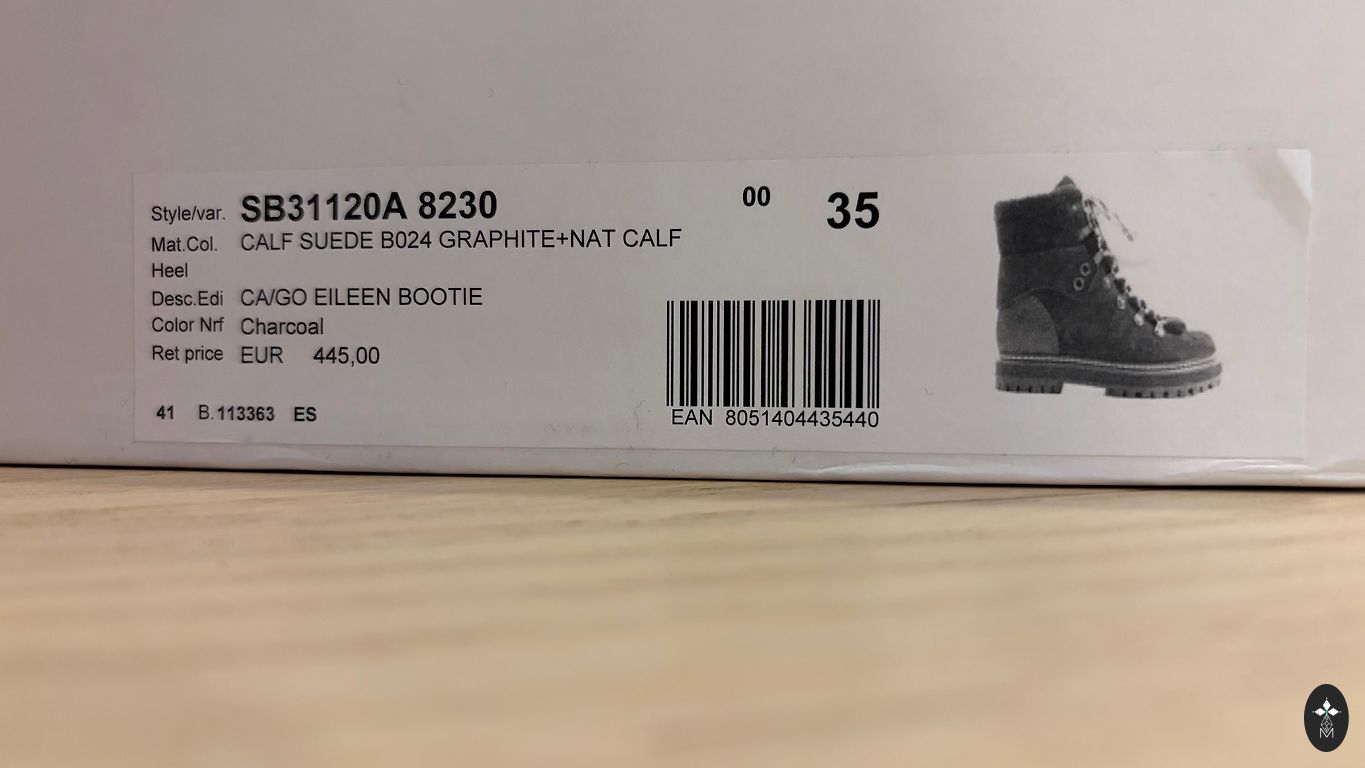 Style/var. SB31120A 8230 00 35
Mat.Col. CALF SUEDE B024 GRAPHITE+NAT CALF
Heel
Desc.Edi CA/GO EILEEN BOOTIE
Color Nrf Charcoal
Ret price EUR 445,00
41 B.113363 ES
EAN 8051404435440
M